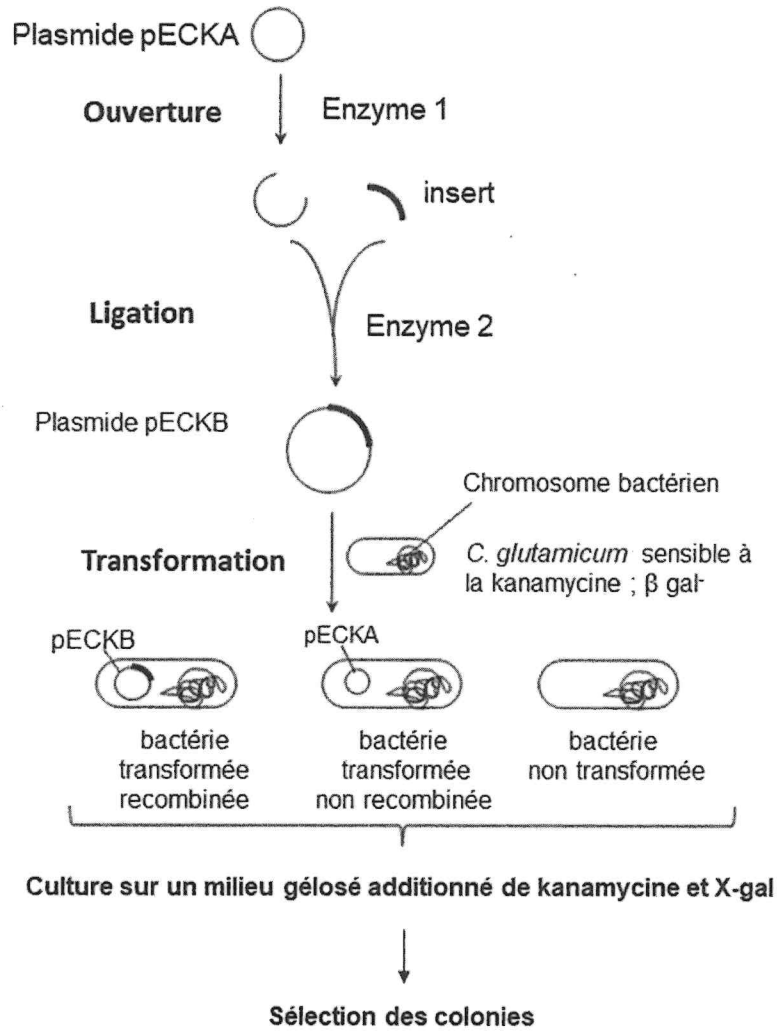 Plasmide pECKA
Ouverture
Enzyme 1
insert
Ligation
Enzyme 2
Plasmide pECKB
Chromosome bactérien
Transformation
C. glutamicum sensible à
la kanamycine ; β gal-
pECKB
pECKA
bactérie
transformée
recombinée
bactérie
transformée
non recombinée
bactérie
non transformée
Culture sur un milieu gélosé additionné de kanamycine et X-gal
Sélection des colonies